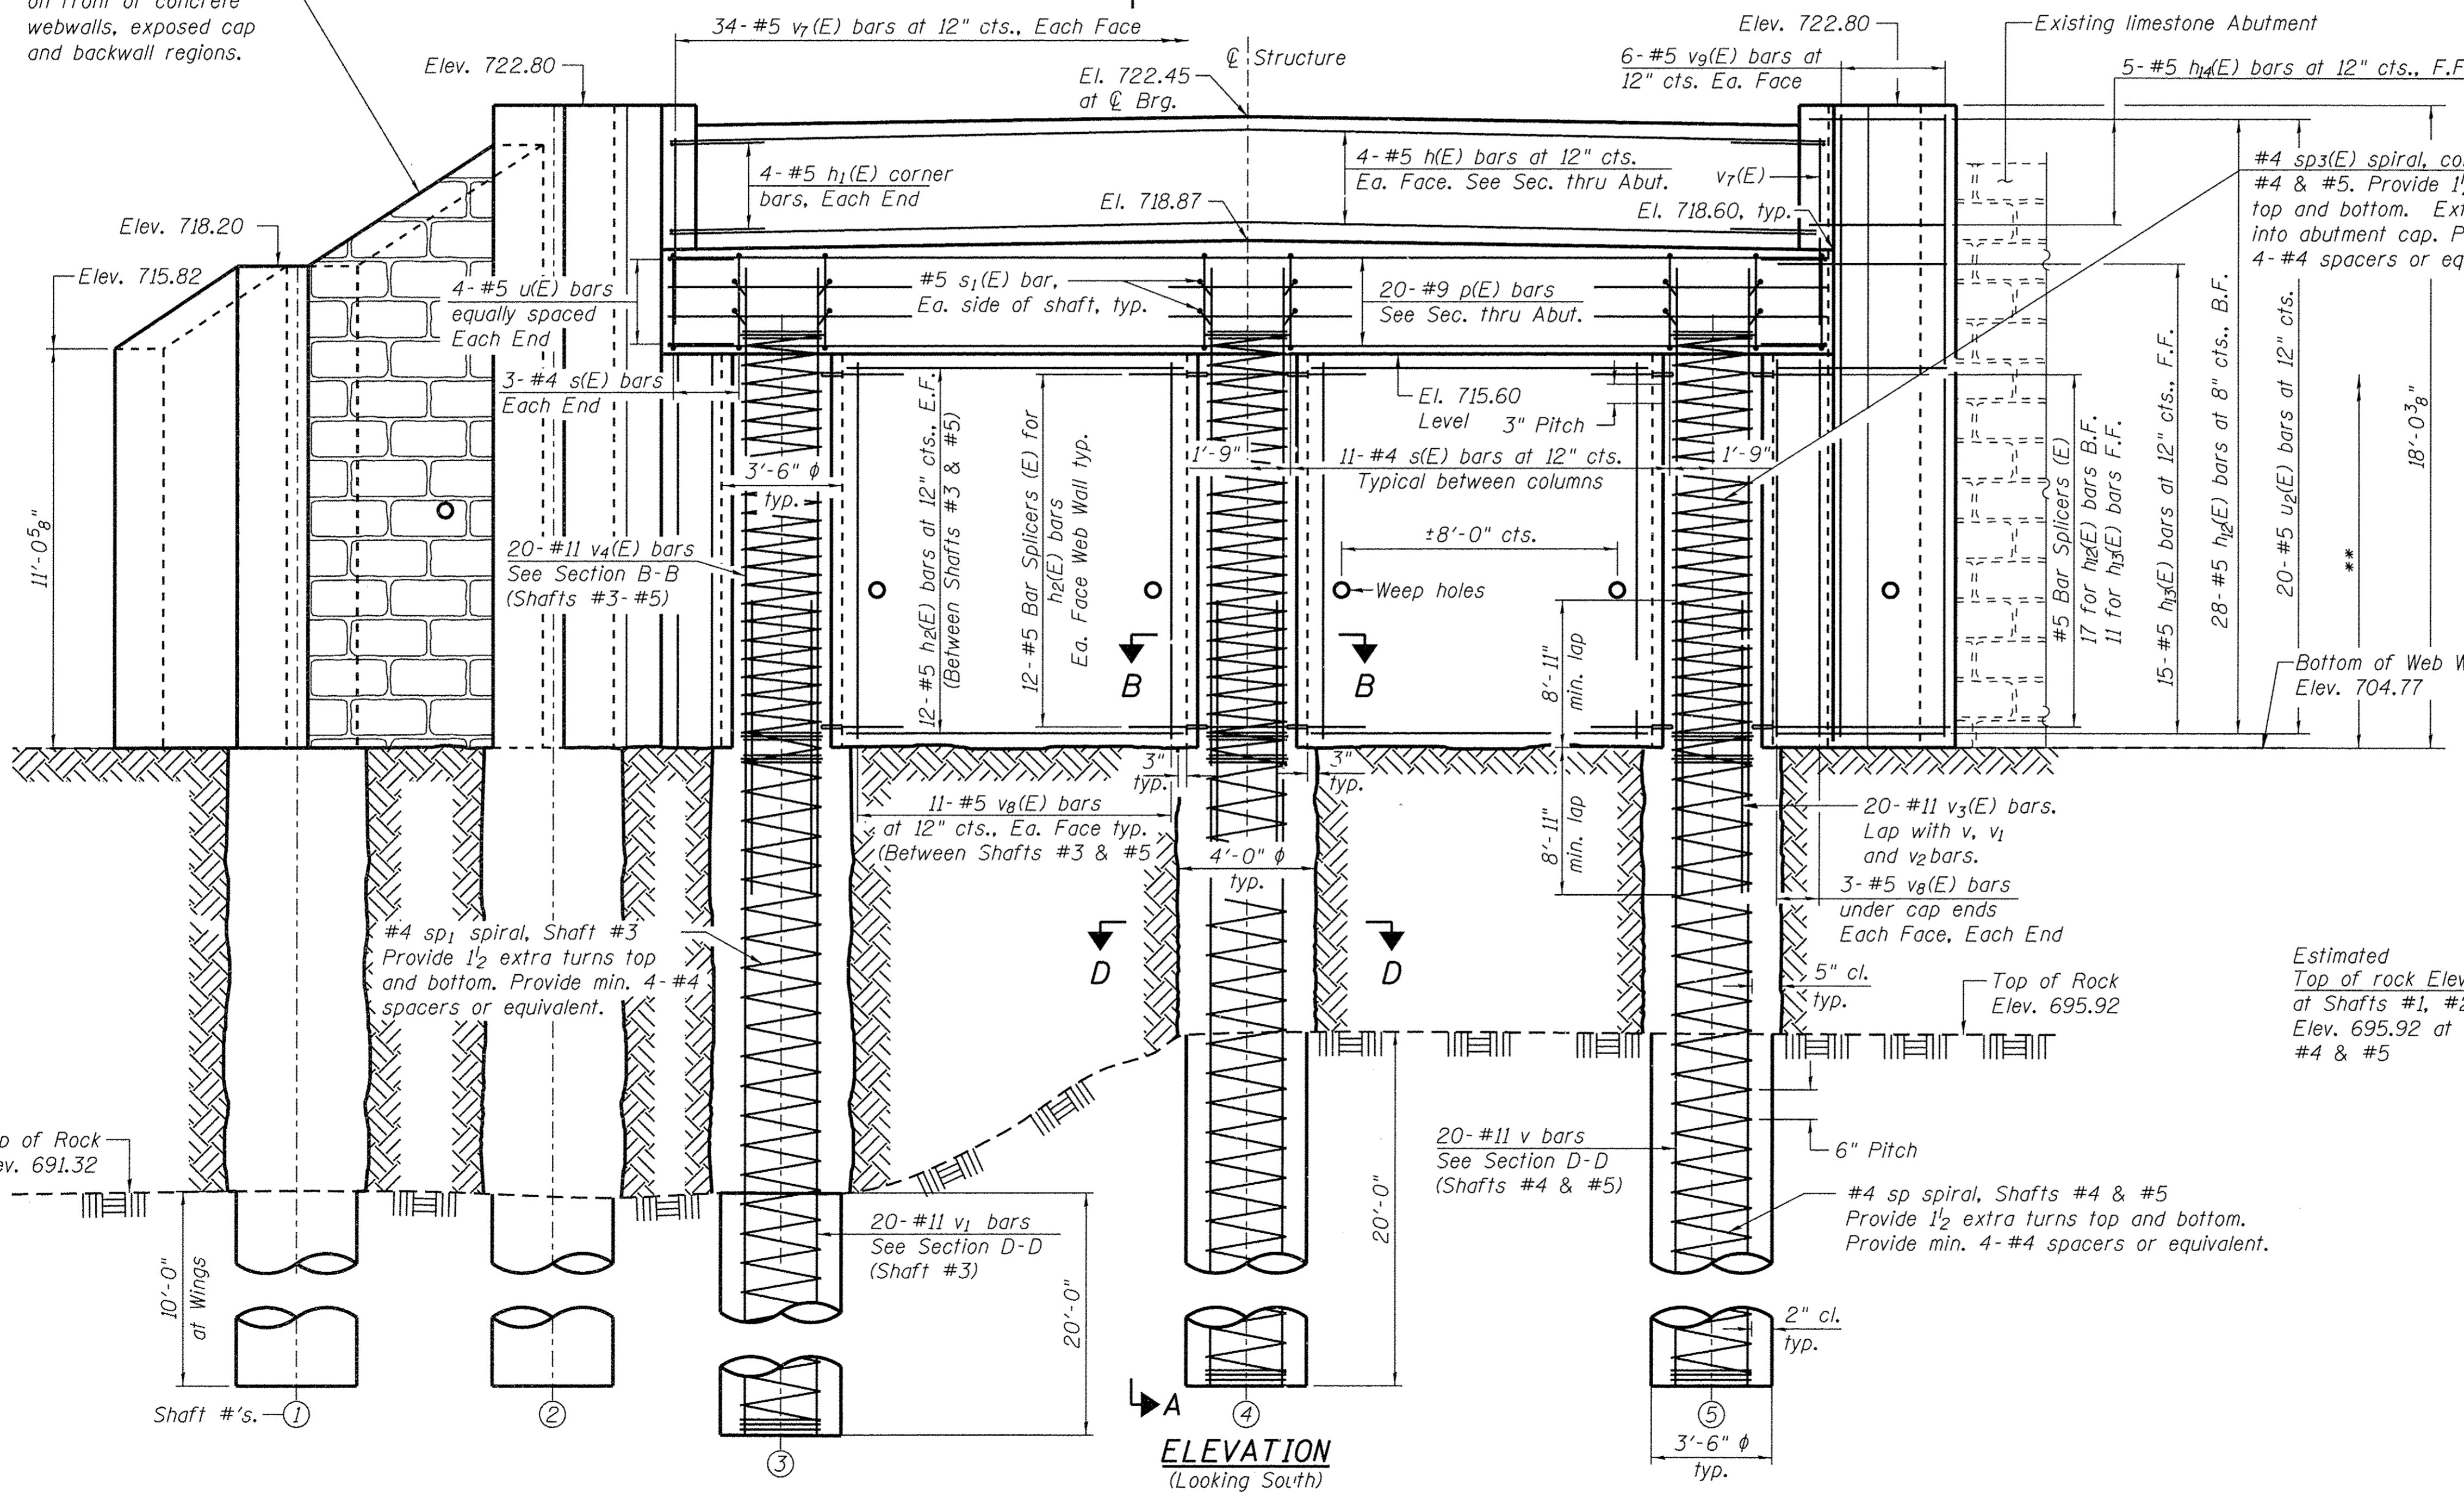 on front of concrete
webwalls, exposed cap
and backwall regions.
34-#5 v7(E) bars at 12" cts., Each Face
Elev. 722.80
℄ Structure
El. 722.45
at ℄ Brg.
Elev. 722.80
6-#5 v9(E) bars at
12" cts. Ea. Face
Existing limestone Abutment
5-#5 h14(E) bars at 12" cts., F.F
4-#5 h1(E) corner
bars, Each End
4-#5 h(E) bars at 12" cts.
Ea. Face. See Sec. thru Abut.
v7(E)
El. 718.87
El. 718.60, typ.
#4 sp3(E) spiral,
#4 & #5. Provide
top and bottom.
into abutment cap.
4-#4 spacers or
Elev. 718.20
Elev. 715.82
4-#5 u(E) bars
equally spaced
Each End
#5 s1(E) bar,
Ea. side of shaft, typ.
20-#9 p(E) bars
See Sec. thru Abut.
3-#4 s(E) bars
Each End
El. 715.60
Level
3" Pitch
3'-6" φ
typ.
12-#5 h2(E) bars at 12" cts., E.F.
(Between Shafts #3 & #5)
12-#5 Bar Splicers (E) for
h2(E) bars
Ea. Face Web Wall typ.
1'-9"
11-#4 s(E) bars at 12" cts.
Typical between columns
1'-9"
±8'-0" cts.
Weep holes
20-#11 v4(E) bars
See Section B-B
(Shafts #3-#5)
11'-0 5/8"
B
B
8'-11"
min. lap
#5 Bar Splicers (E)
17 for h12(E) bars B.F.
11 for h13(E) bars F.F.
15-#5 h13(E) bars at 12" cts., F.F.
28-#5 h12(E) bars at 8" cts., B.F.
20-#5 u2(E) bars at 12" cts.
**
18'-0 3/8"
Bottom of Web
Elev. 704.77
3"
typ.
3"
typ.
11-#5 v8(E) bars
at 12" cts., Ea. Face typ.
(Between Shafts #3 & #5
4'-0" φ
typ.
8'-11"
min. lap
20-#11 v3(E) bars.
Lap with v, v1
and v2 bars.
3-#5 v8(E) bars
under cap ends
Each Face, Each End
#4 sp1 spiral, Shaft #3
Provide 1 1/2 extra turns top
and bottom. Provide min. 4-#4
spacers or equivalent.
D
D
5" cl.
typ.
Top of Rock
Elev. 695.92
Estimated
Top of rock
at Shafts #1,
Elev. 695.92 at
#4 & #5
of Rock
691.32
10'-0"
at Wings
20-#11 v1 bars
See Section D-D
(Shaft #3)
20'-0"
20'-0"
20-#11 v bars
See Section D-D
(Shafts #4 & #5)
6" Pitch
#4 sp spiral, Shafts #4 & #5
Provide 1 1/2 extra turns top and bottom.
Provide min. 4-#4 spacers or equivalent.
2" cl.
typ.
Shaft #'s.
1
2
3
A
4
5
ELEVATION
(Looking South)
3'-6" φ
typ.